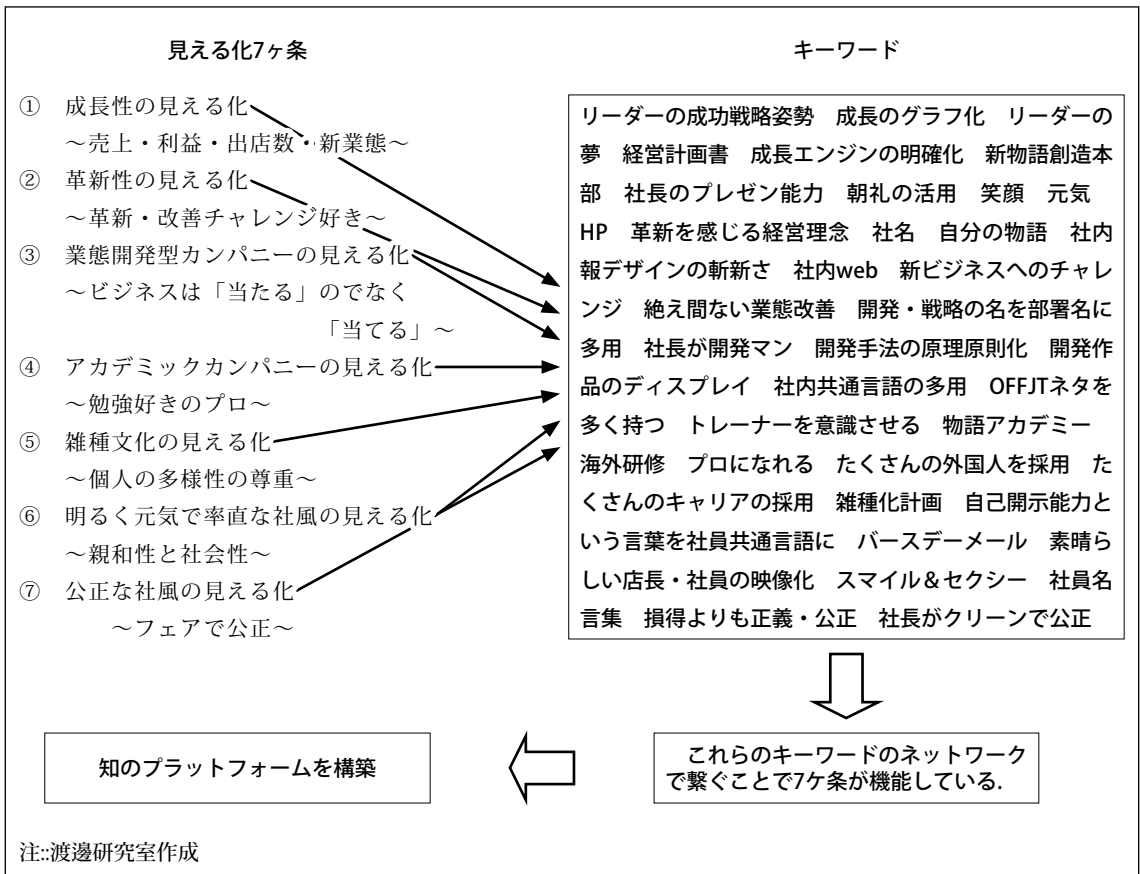 見える化7ヶ条
① 成長性の見える化
～売上・利益・出店数・新業態～
② 革新性の見える化
～革新・改善チャレンジ好き～
③ 業態開発型カンパニーの見える化
～ビジネスは「当たる」のでなく
「当てる」～
④ アカデミックカンパニーの見える化
～勉強好きのプロ～
⑤ 雑種文化の見える化
～個人の多様性の尊重～
⑥ 明るく元気で率直な社風の見える化
～親和性と社会性～
⑦ 公正な社風の見える化
～フェアで公正～
キーワード
リーダーの成功戦略姿勢 成長のグラフ化 リーダーの
夢 経営計画書 成長エンジンの明確化 新物語創造本
部 社長のプレゼン能力 朝礼の活用 笑顔 元気
HP 革新を感じる経営理念 社名 自分の物語 社内
報デザインの斬新さ 社内web 新ビジネスへのチャレ
ンジ 絶え間ない業態改善 開発・戦略の名を部署名に
多用 社長が開発マン 開発手法の原理原則化 開発作
品のディスプレイ 社内共通言語の多用 OFFJTネタを
多く持つ トレーナーを意識させる 物語アカデミー
海外研修 プロになれる たくさんの外国人を採用 た
くさんのキャリアの採用 雑種化計画 自己開示能力と
いう言葉を社員共通言語に バースデーメール 素晴ら
しい店長・社員の映像化 スマイル＆セクシー 社員名
言集 損得よりも正義・公正 社長がクリーンで公正
これらのキーワードのネットワーク
で繋ぐことで7ケ条が機能している.
知のプラットフォームを構築
注::渡邊研究室作成